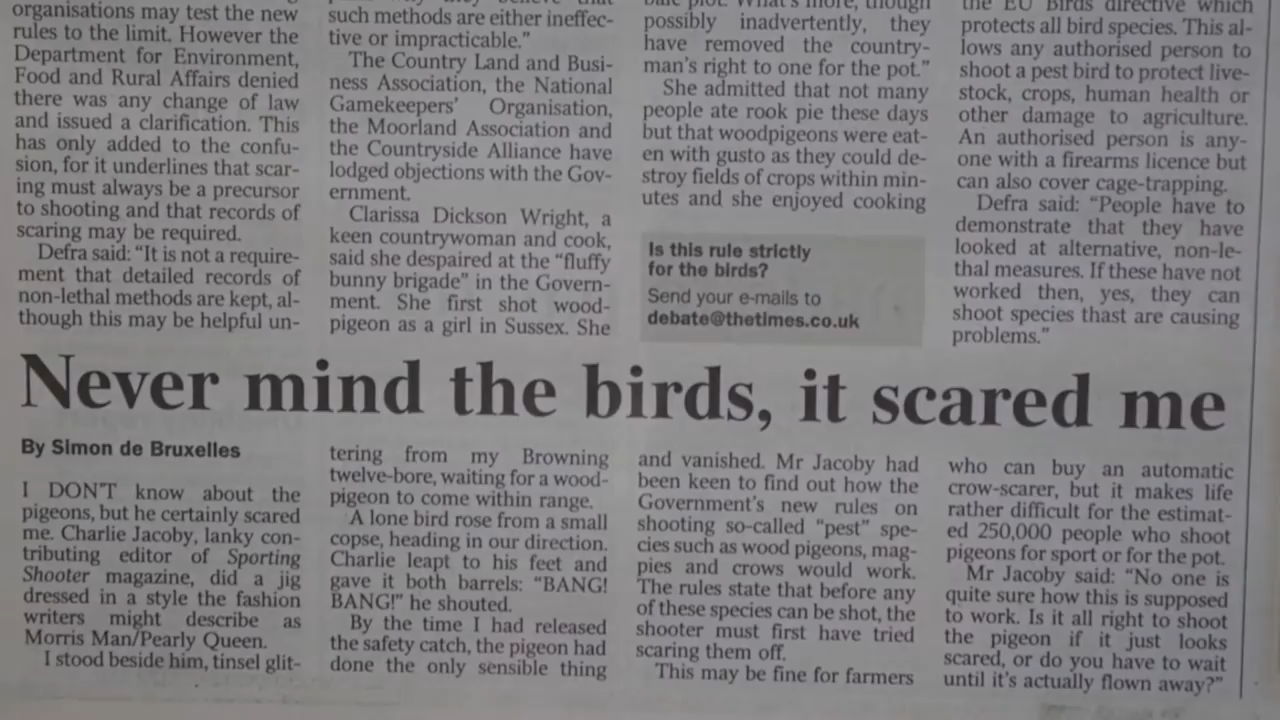 organisations may test the new
rules to the limit. However the
Department for Environment,
Food and Rural Affairs denied
there was any change of law
and issued a clarification. This
has only added to the confu-
sion, for it underlines that scar-
ing must always be a precursor
to shooting and that records of
scaring may be required.
Defra said: “It is not a require-
ment that detailed records of
non-lethal methods are kept, al-
though this may be helpful un-
such methods are either ineffec-
tive or impracticable.”
The Country Land and Busi-
ness Association, the National
Gamekeepers’ Organisation,
the Moorland Association and
the Countryside Alliance have
lodged objections with the Gov-
ernment.
Clarissa Dickson Wright, a
keen countrywoman and cook,
said she despaired at the “fluffy
bunny brigade” in the Govern-
ment. She first shot wood-
pigeon as a girl in Sussex. She
plot. What’s more, though
possibly inadvertently, they
have removed the country-
man’s right to one for the pot.”
She admitted that not many
people ate rook pie these days
but that woodpigeons were eat-
en with gusto as they could de-
stroy fields of crops within min-
utes and she enjoyed cooking
Is this rule strictly
for the birds?
Send your e-mails to
debate@thetimes.co.uk
the EU Birds directive which
protects all bird species. This al-
lows any authorised person to
shoot a pest bird to protect live-
stock, crops, human health or
other damage to agriculture.
An authorised person is any-
one with a firearms licence but
can also cover cage-trapping.
Defra said: “People have to
demonstrate that they have
looked at alternative, non-le-
thal measures. If these have not
worked then, yes, they can
shoot species thast are causing
problems.”
Never mind the birds, it scared me
By Simon de Bruxelles
I DON’T know about the
pigeons, but he certainly scared
me. Charlie Jacoby, lanky con-
tributing editor of Sporting
Shooter magazine, did a jig
dressed in a style the fashion
writers might describe as
Morris Man/Pearly Queen.
I stood beside him, tinsel glit-
tering from my Browning
twelve-bore, waiting for a wood-
pigeon to come within range.
A lone bird rose from a small
copse, heading in our direction.
Charlie leapt to his feet and
gave it both barrels: “BANG!
BANG!” he shouted.
By the time I had released
the safety catch, the pigeon had
done the only sensible thing
and vanished. Mr Jacoby had
been keen to find out how the
Government’s new rules on
shooting so-called “pest” spe-
cies such as wood pigeons, mag-
pies and crows would work.
The rules state that before any
of these species can be shot, the
shooter must first have tried
scaring them off.
This may be fine for farmers
who can buy an automatic
crow-scarer, but it makes life
rather difficult for the estimat-
ed 250,000 people who shoot
pigeons for sport or for the pot.
Mr Jacoby said: “No one is
quite sure how this is supposed
to work. Is it all right to shoot
the pigeon if it just looks
scared, or do you have to wait
until it’s actually flown away?”